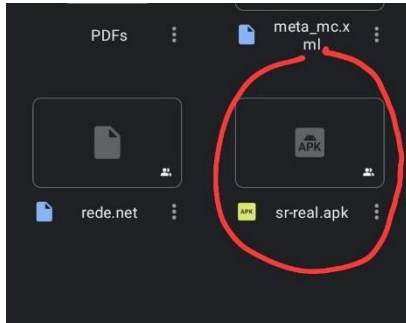 PDFs
meta_mc.x
ml
APK
rede.net
APK
sr-real.apk